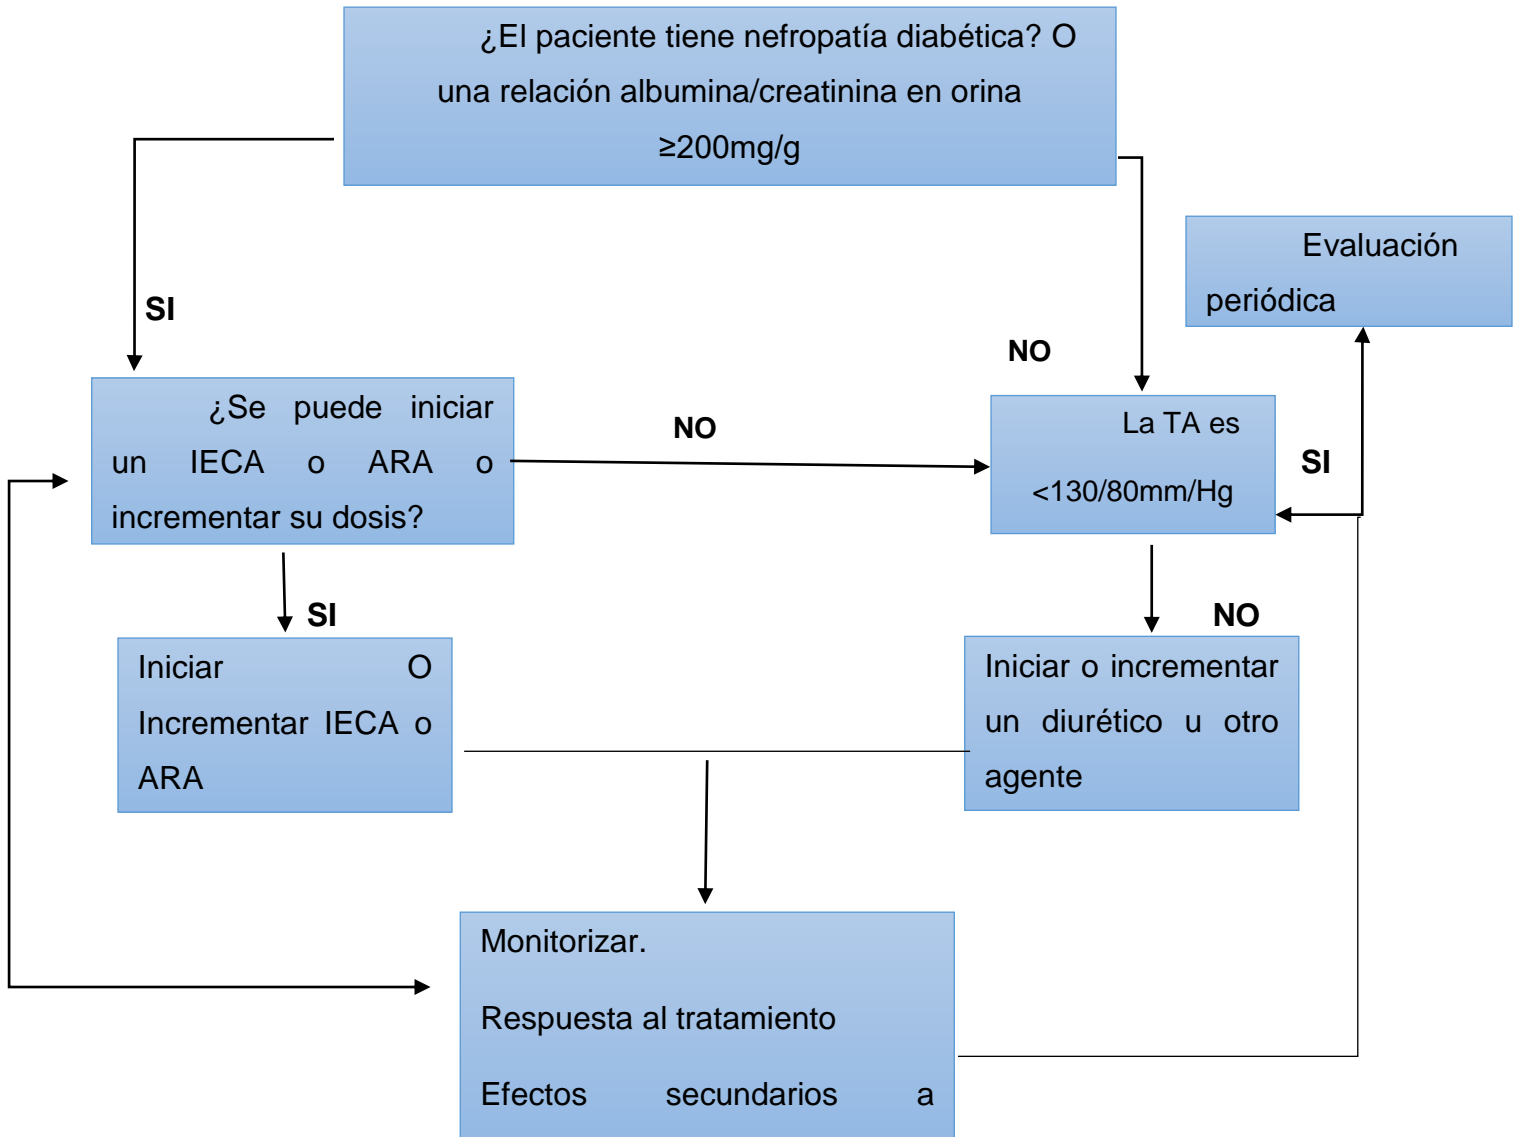 ¿El paciente tiene nefropatía diabética? O
una relación albumina/creatinina en orina
≥200mg/g
Evaluación
periódica
SI
NO
¿Se puede iniciar
un IECA o ARA o
incrementar su dosis?
NO
La TA es
<130/80mm/Hg
SI
SI
NO
Iniciar O
Incrementar IECA o
ARA
Iniciar o incrementar
un diurético u otro
agente
Monitorizar.
Respuesta al tratamiento
Efectos secundarios a